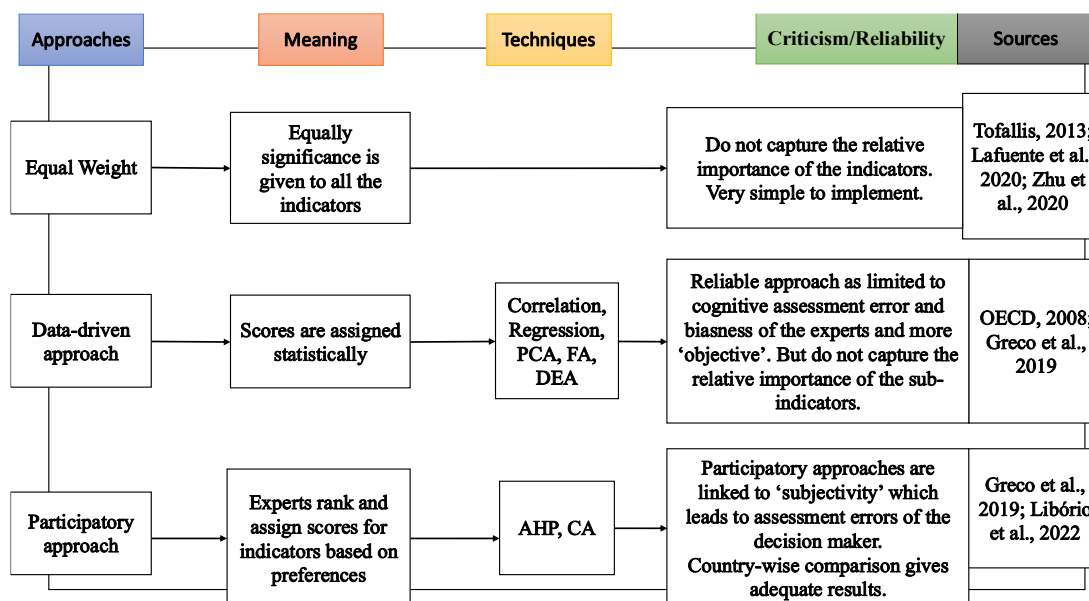 Approaches
Meaning
Techniques
Criticism/Reliability
Sources
Equal Weight
Equally
significance is
given to all the
indicators
Do not capture the relative
importance of the indicators.
Very simple to implement.
Tofallis, 2013;
Lafuente et al.
2020; Zhu et
al., 2020
Data-driven
approach
Scores are assigned
statistically
Correlation,
Regression,
PCA, FA,
DEA
Reliable approach as limited to
cognitive assessment error and
biasness of the experts and more
‘objective’. But do not capture the
relative importance of the sub-
indicators.
OECD, 2008;
Greco et al.,
2019
Participatory
approach
Experts rank and
assign scores for
indicators based on
preferences
AHP, CA
Participatory approaches are
linked to ‘subjectivity’ which
leads to assessment errors of the
decision maker.
Country-wise comparison gives
adequate results.
Greco et al.,
2019; Libório
et al., 2022